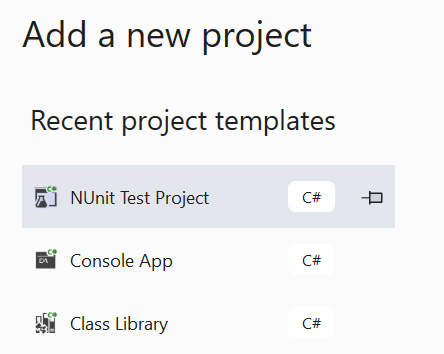 Add a new project
Recent project templates
NUnit Test Project C#
Console App C#
Class Library C#